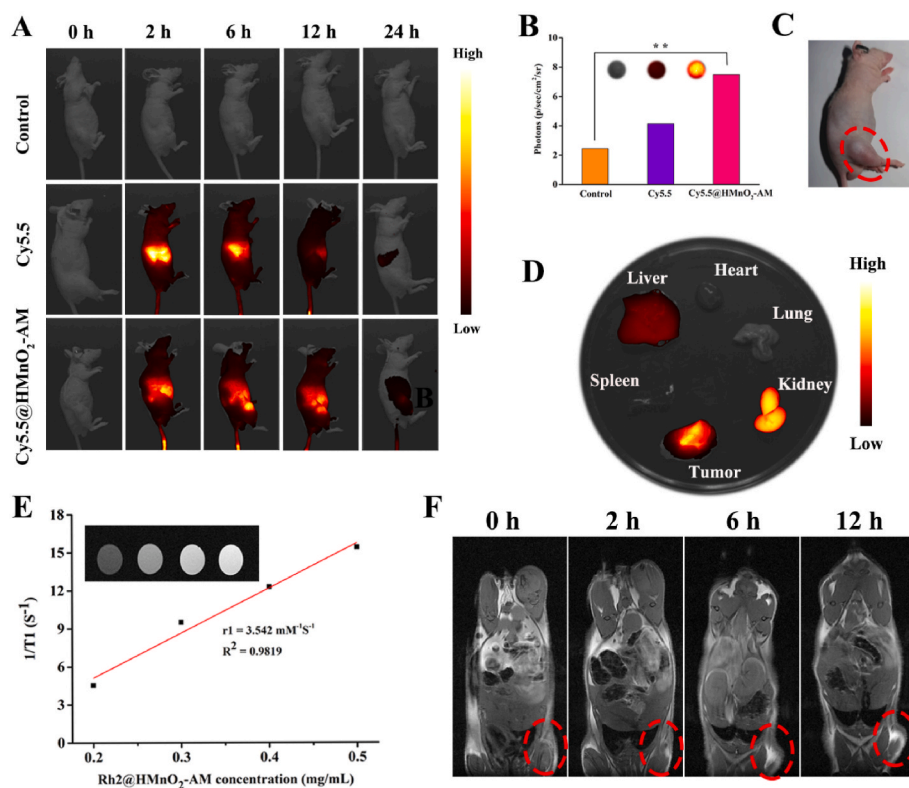 A
0 h 2 h 6 h 12 h 24 h
High
Control
Cy5.5
Cy5.5@HMnO₂-AM
Low
B
B
Photons (p/sec/cm²/sr)
10
8
6
4
2
0
* *
Control Cy5.5 Cy5.5@HMnO₂-AM
C
D
Liver
Heart
Lung
Spleen
Kidney
Tumor
High
Low
E
1/T1 (S⁻¹)
18
15
12
9
6
3
0
r1 = 3.542 mM⁻¹S⁻¹
R² = 0.9819
0.2 0.3 0.4 0.5
Rh2@HMnO₂-AM concentration (mg/mL)
F
0 h 2 h 6 h 12 h